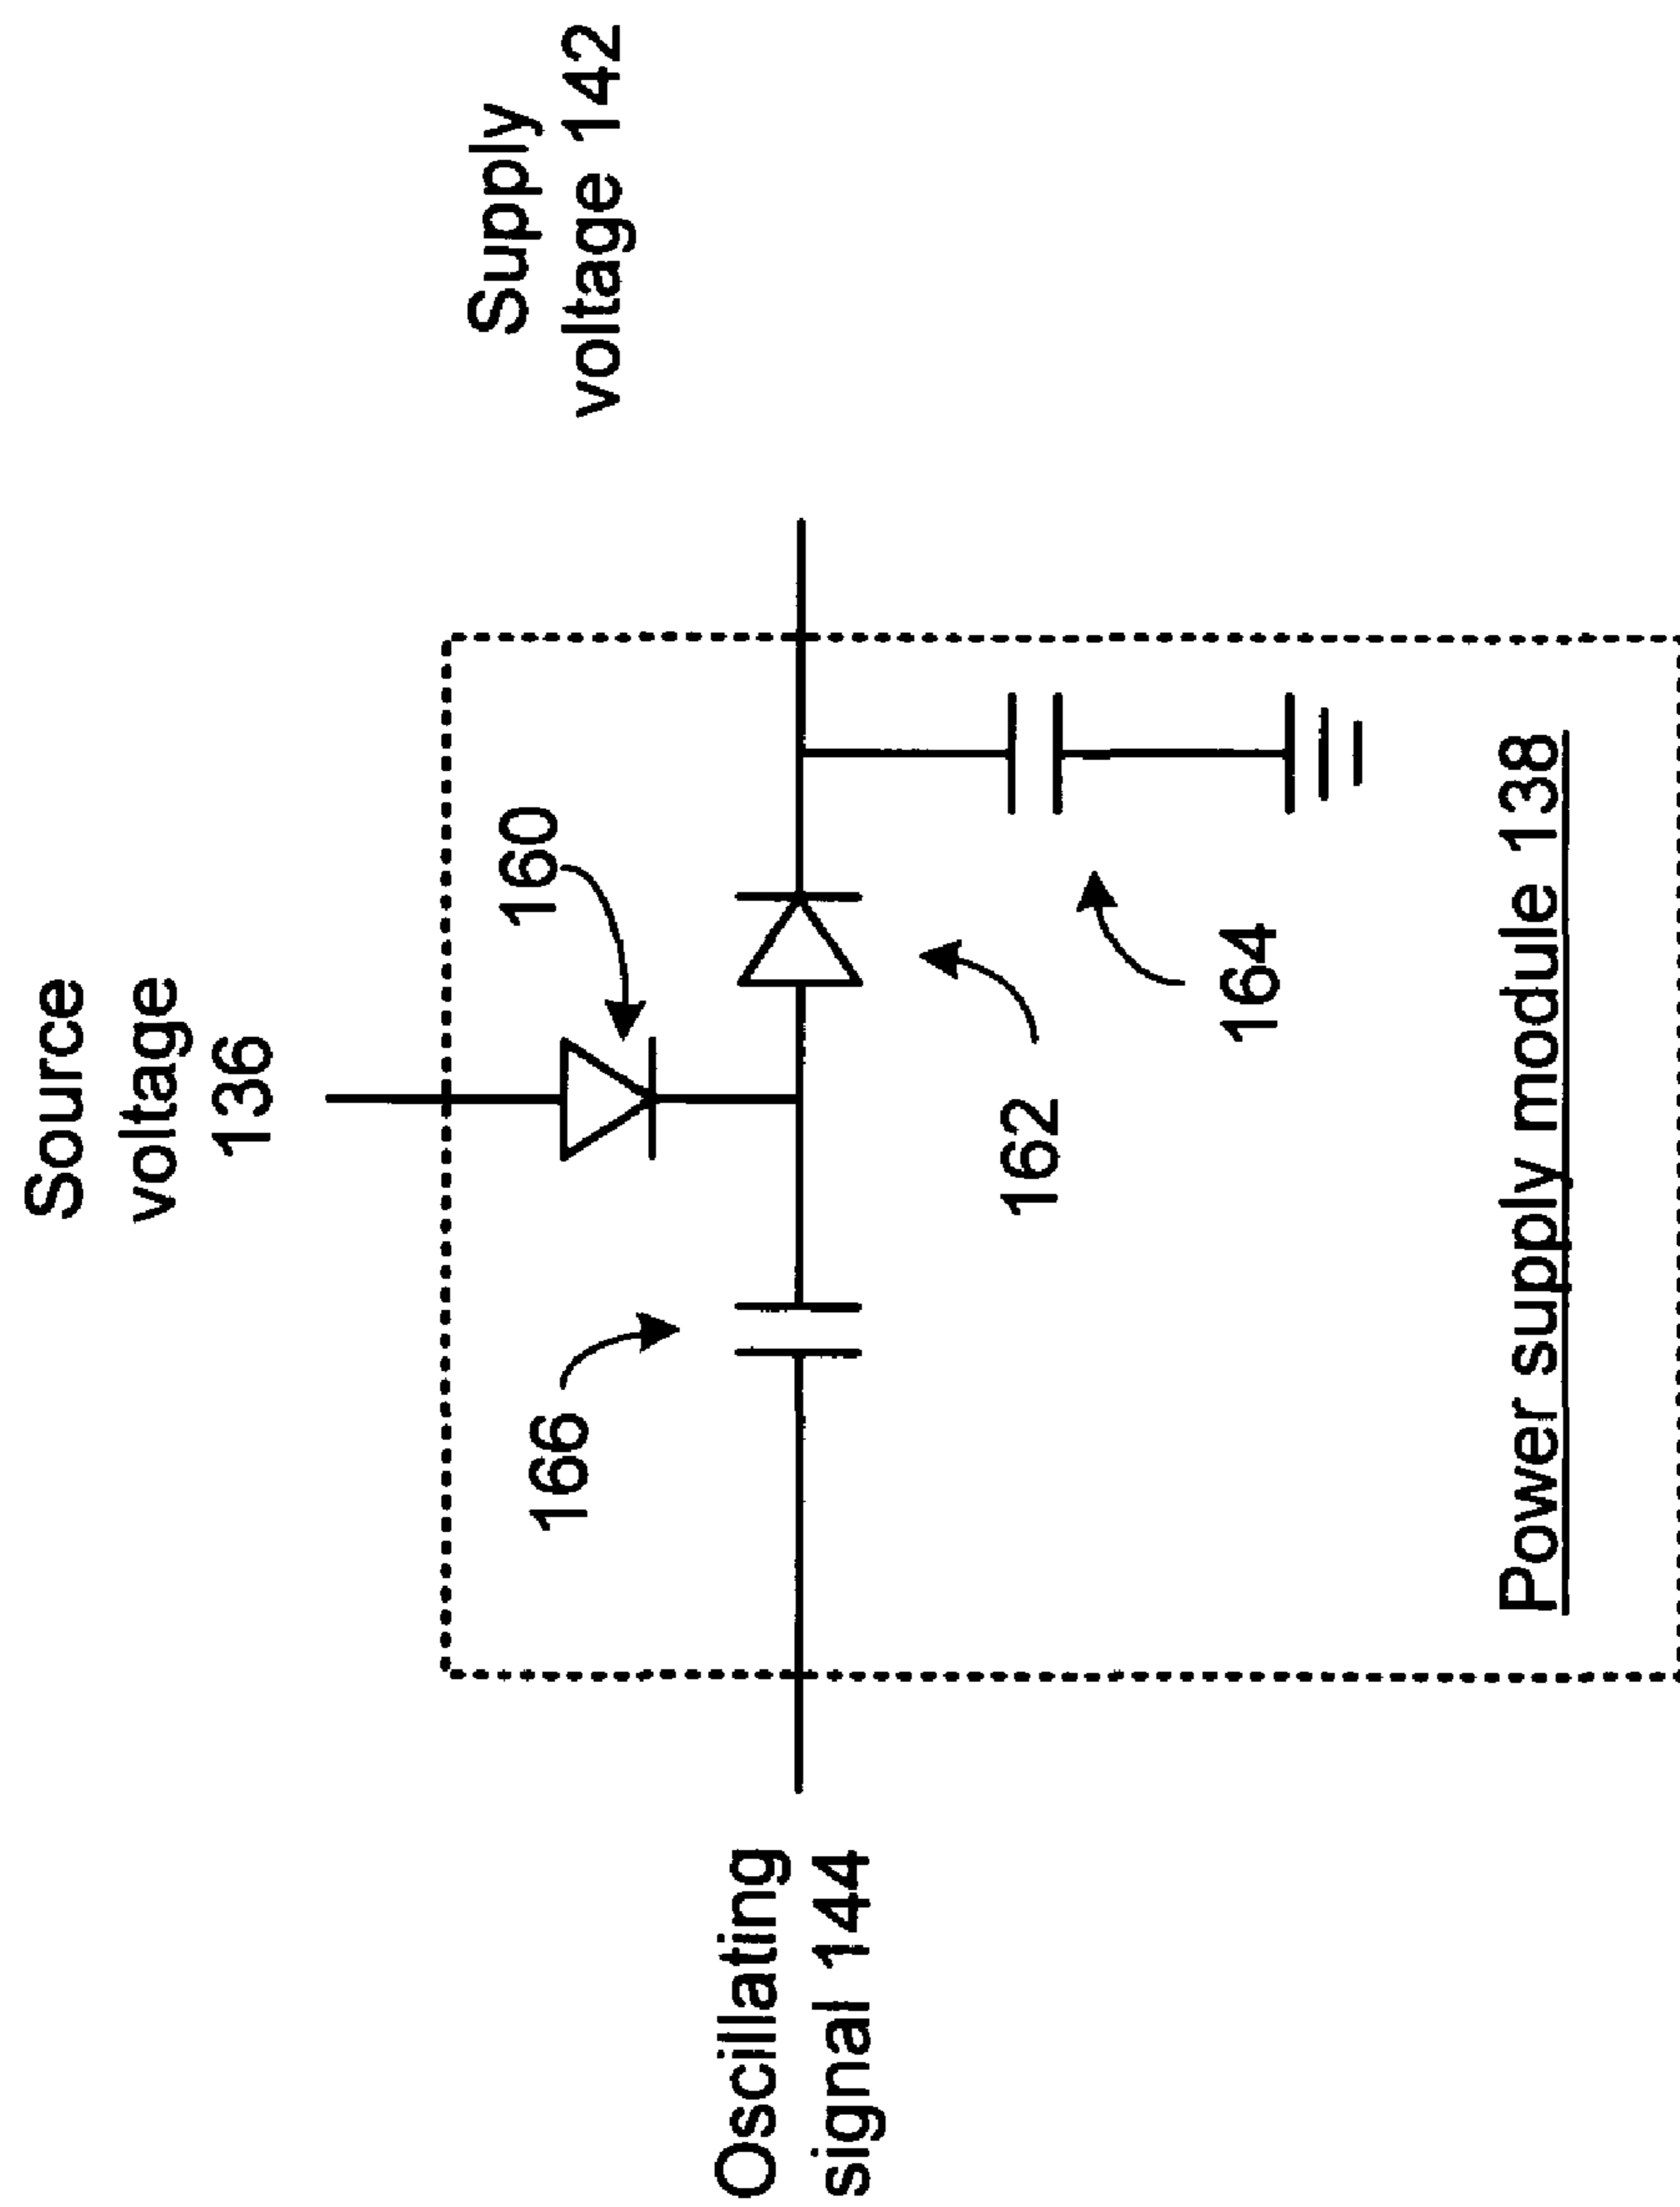 Source
voltage
136
Supply
voltage 142
Oscillating
signal 144
166
160
162
164
Power supply module 138